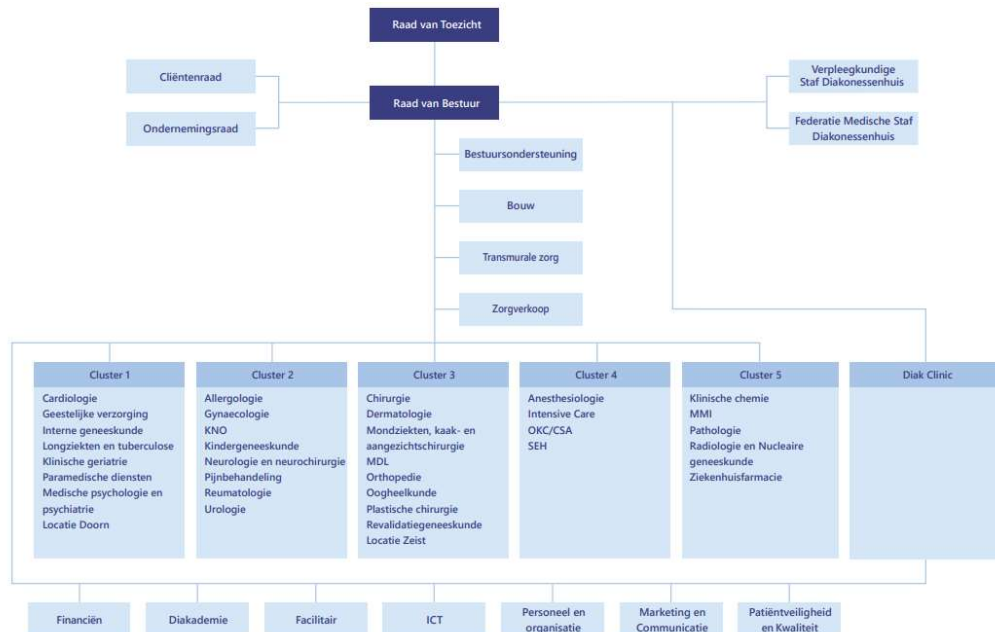 Raad van Toezicht
Cliëntenraad
Verpleegkundige
Staf Diakonessenhuis
Raad van Bestuur
Ondernemingsraad
Federatie Medische Staf
Diakonessenhuis
Bestuursondersteuning
Bouw
Transmurale zorg
Zorgverkoop
Cluster 1
Cardiologie
Geestelijke verzorging
Interne geneeskunde
Longziekten en tuberculose
Klinische geriatrie
Paramedische diensten
Medische psychologie en
psychiatrie
Locatie Doorn
Cluster 2
Allergologie
Gynaecologie
KNO
Kindergeneeskunde
Neurologie en neurochirurgie
Pijnbehandeling
Reumatologie
Urologie
Cluster 3
Chirurgie
Dermatologie
Mondziekten, kaak- en
aangezichtschirurgie
MDL
Orthopedie
Oogheelkunde
Plastische chirurgie
Revalidatiegeneeskunde
Locatie Zeist
Cluster 4
Anesthesiologie
Intensive Care
OKC/CSA
SEH
Cluster 5
Klinische chemie
MMI
Pathologie
Radiologie en Nucleaire
geneeskunde
Ziekenhuisfarmacie
Diak Clinic
Financiën
Diakademie
Facilitair
ICT
Personeel en
organisatie
Marketing en
Communicatie
Patiëntveiligheid
en Kwaliteit